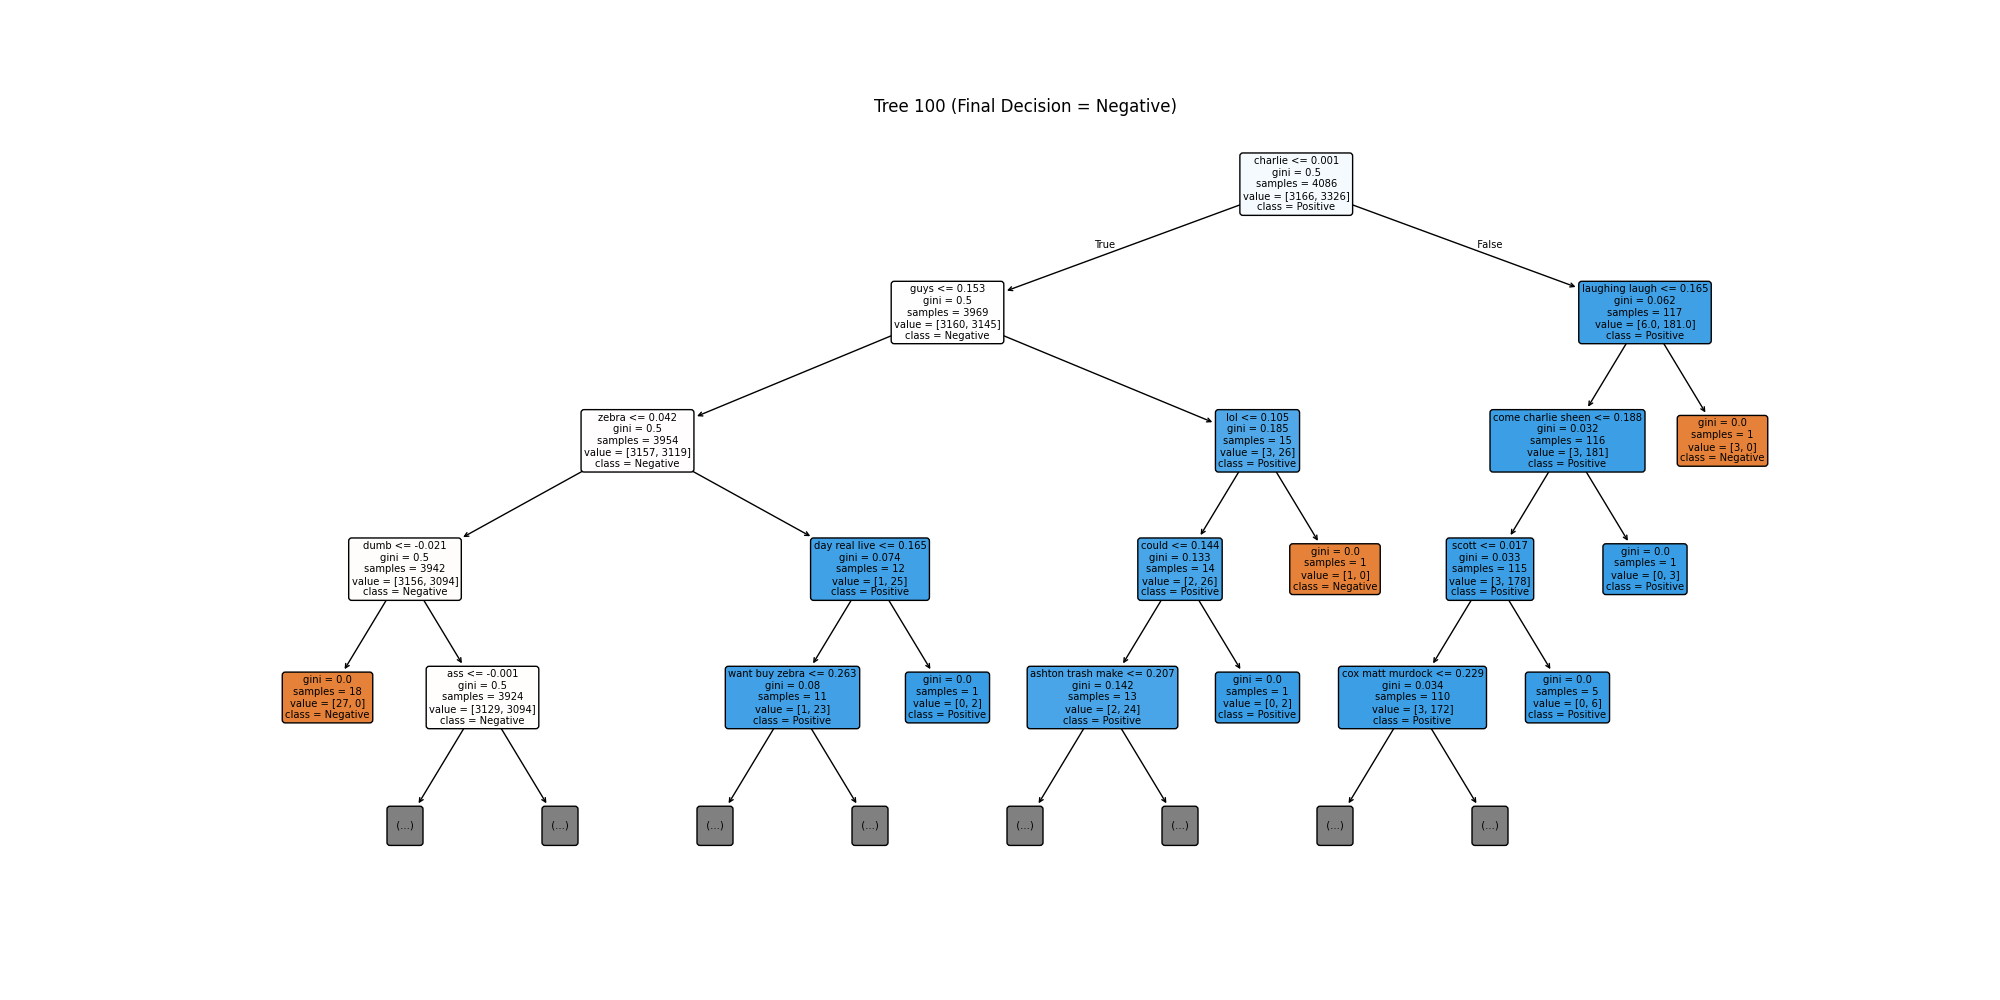 Tree 100 (Final Decision = Negative)
charlie <= 0.001
gini = 0.5
samples = 4086
value = [3166, 3326]
class = Positive
True
False
guys <= 0.153
gini = 0.5
samples = 3969
value = [3160, 3145]
class = Negative
laughing laugh <= 0.165
gini = 0.062
samples = 117
value = [6.0, 181.0]
class = Positive
zebra <= 0.042
gini = 0.5
samples = 3954
value = [3157, 3119]
class = Negative
lol <= 0.105
gini = 0.185
samples = 15
value = [3, 26]
class = Positive
come charlie sheen <= 0.188
gini = 0.032
samples = 116
value = [3, 181]
class = Positive
gini = 0.0
samples = 1
value = [3, 0]
class = Negative
dumb <= -0.021
gini = 0.5
samples = 3942
value = [3156, 3094]
class = Negative
day real live <= 0.165
gini = 0.074
samples = 12
value = [1, 25]
class = Positive
could <= 0.144
gini = 0.133
samples = 14
value = [2, 26]
class = Positive
gini = 0.0
samples = 1
value = [1, 0]
class = Negative
scott <= 0.017
gini = 0.033
samples = 115
value = [3, 178]
class = Positive
gini = 0.0
samples = 1
value = [0, 3]
class = Positive
gini = 0.0
samples = 18
value = [27, 0]
class = Negative
ass <= -0.001
gini = 0.5
samples = 3924
value = [3129, 3094]
class = Negative
want buy zebra <= 0.263
gini = 0.08
samples = 11
value = [1, 23]
class = Positive
gini = 0.0
samples = 1
value = [0, 2]
class = Positive
ashton trash make <= 0.207
gini = 0.142
samples = 13
value = [2, 24]
class = Positive
gini = 0.0
samples = 1
value = [0, 2]
class = Positive
cox matt murdock <= 0.229
gini = 0.034
samples = 110
value = [3, 172]
class = Positive
gini = 0.0
samples = 5
value = [0, 6]
class = Positive
(...)
(...)
(...)
(...)
(...)
(...)
(...)
(...)